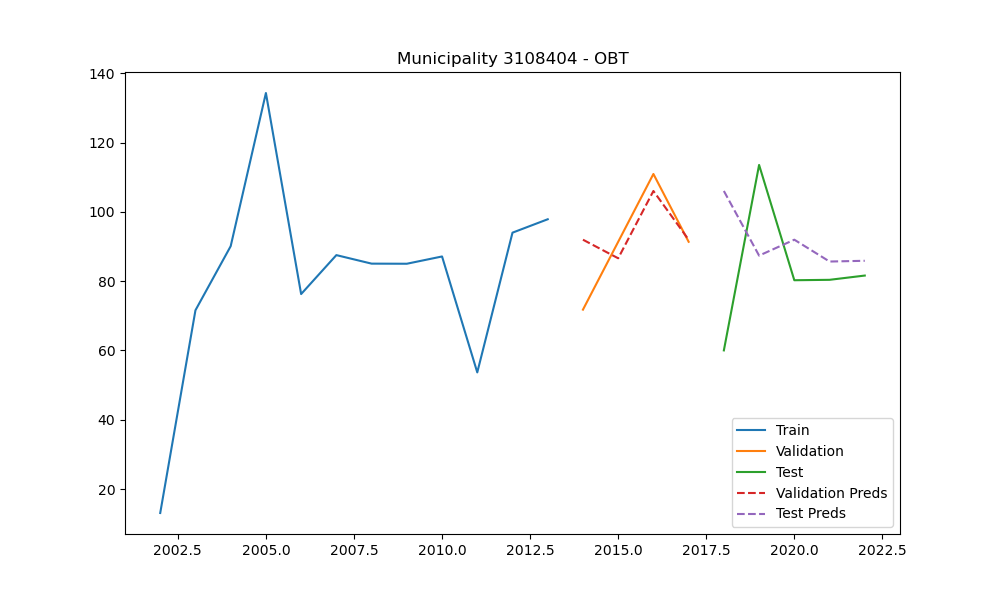 Municipality 3108404 - OBT
140
120
100
80
60
40
20
2002.5 2005.0 2007.5 2010.0 2012.5 2015.0 2017.5 2020.0 2022.5
Train
Validation
Test
Validation Preds
Test Preds